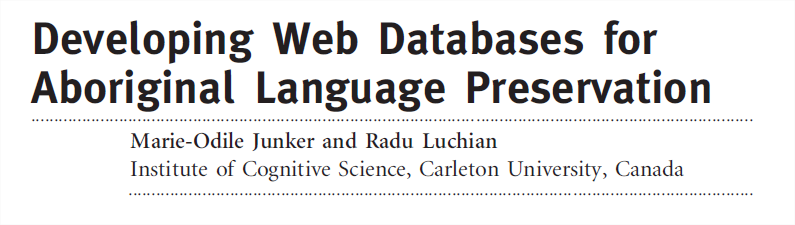 Developing Web Databases for
Aboriginal Language Preservation
Marie-Odile Junker and Radu Luchian
Institute of Cognitive Science, Carleton University, Canada